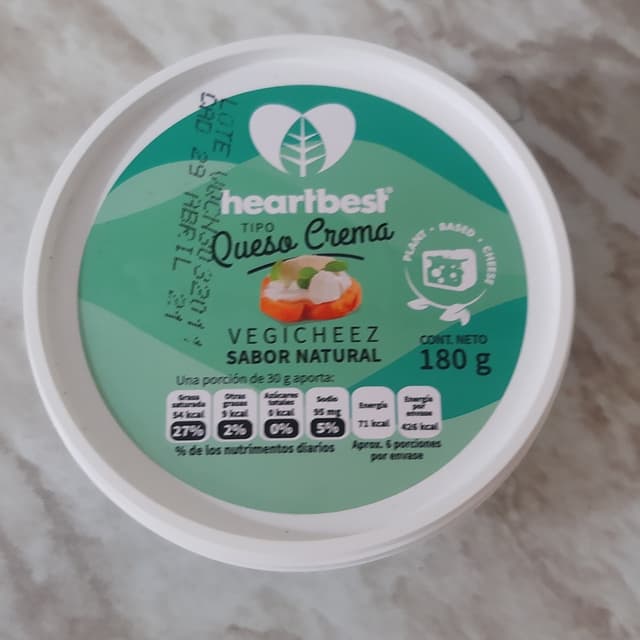 heartbest®
TIPO
Queso Crema
PLANT • BASED • CHEESE
VEGICHEEZ
SABOR NATURAL
CONT. NETO
180 g
Una porción de 30 g aporta:
Grasa saturada 54 kcal 27%
Otras grasas 9 kcal 2%
Azúcares totales 0 kcal 0%
Sodio 95 mg 5%
Energía 71 kcal
Energía por envase 426 kcal
% de los nutrimentos diarios
Aprox. 6 porciones
por envase
LOTE
CAD 29 ABRIL 21